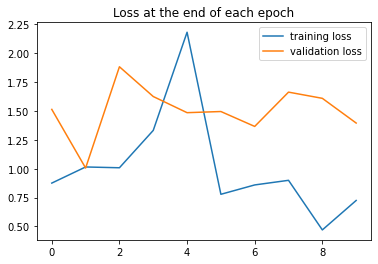 Loss at the end of each epoch
training loss
validation loss
2.25
2.00
1.75
1.50
1.25
1.00
0.75
0.50
0 2 4 6 8